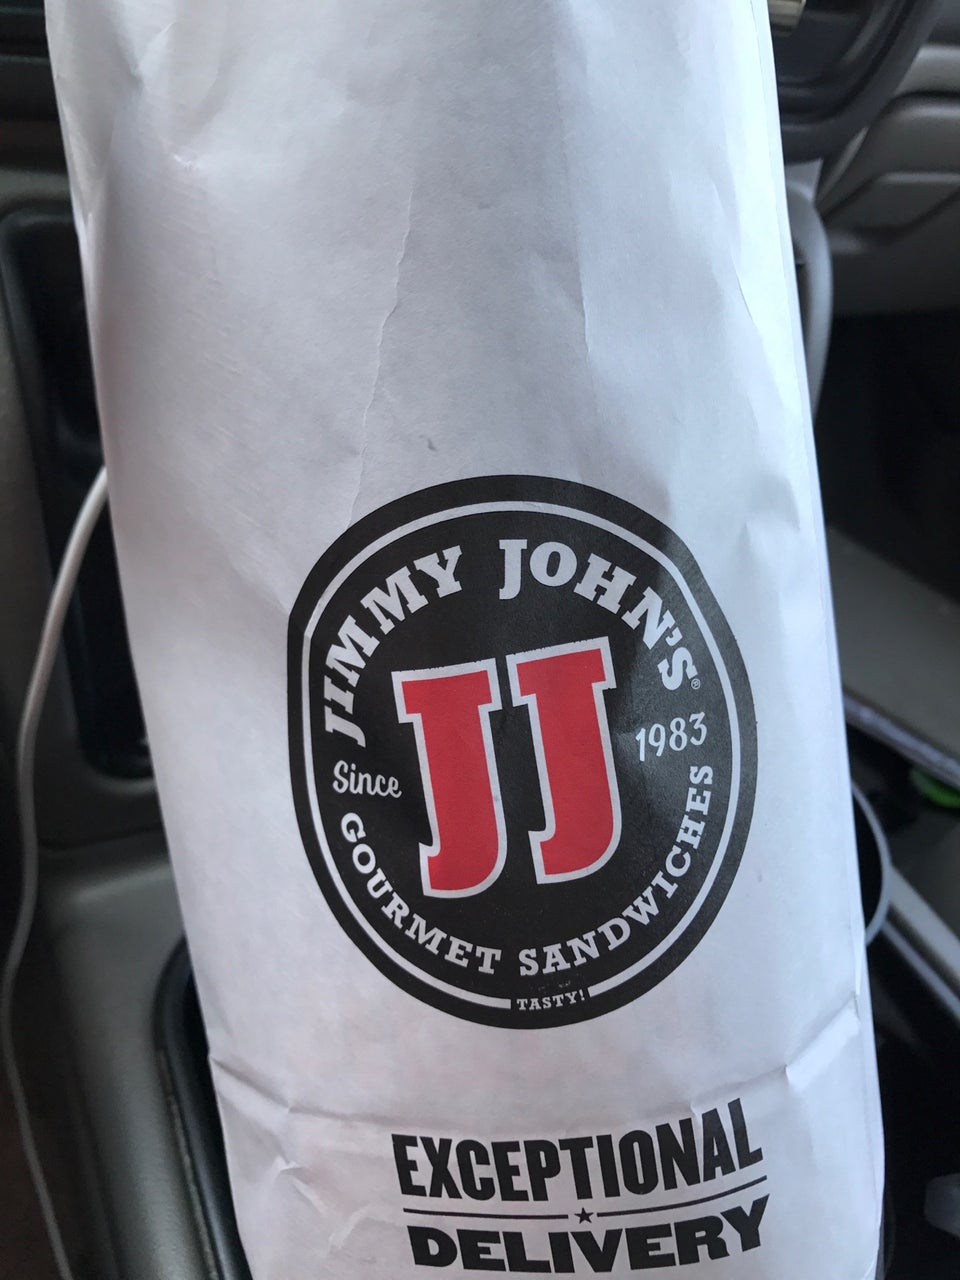 JIMMY JOHN'S®
JJ
Since 1983
GOURMET SANDWICHES
TASTY!
EXCEPTIONAL
DELIVERY